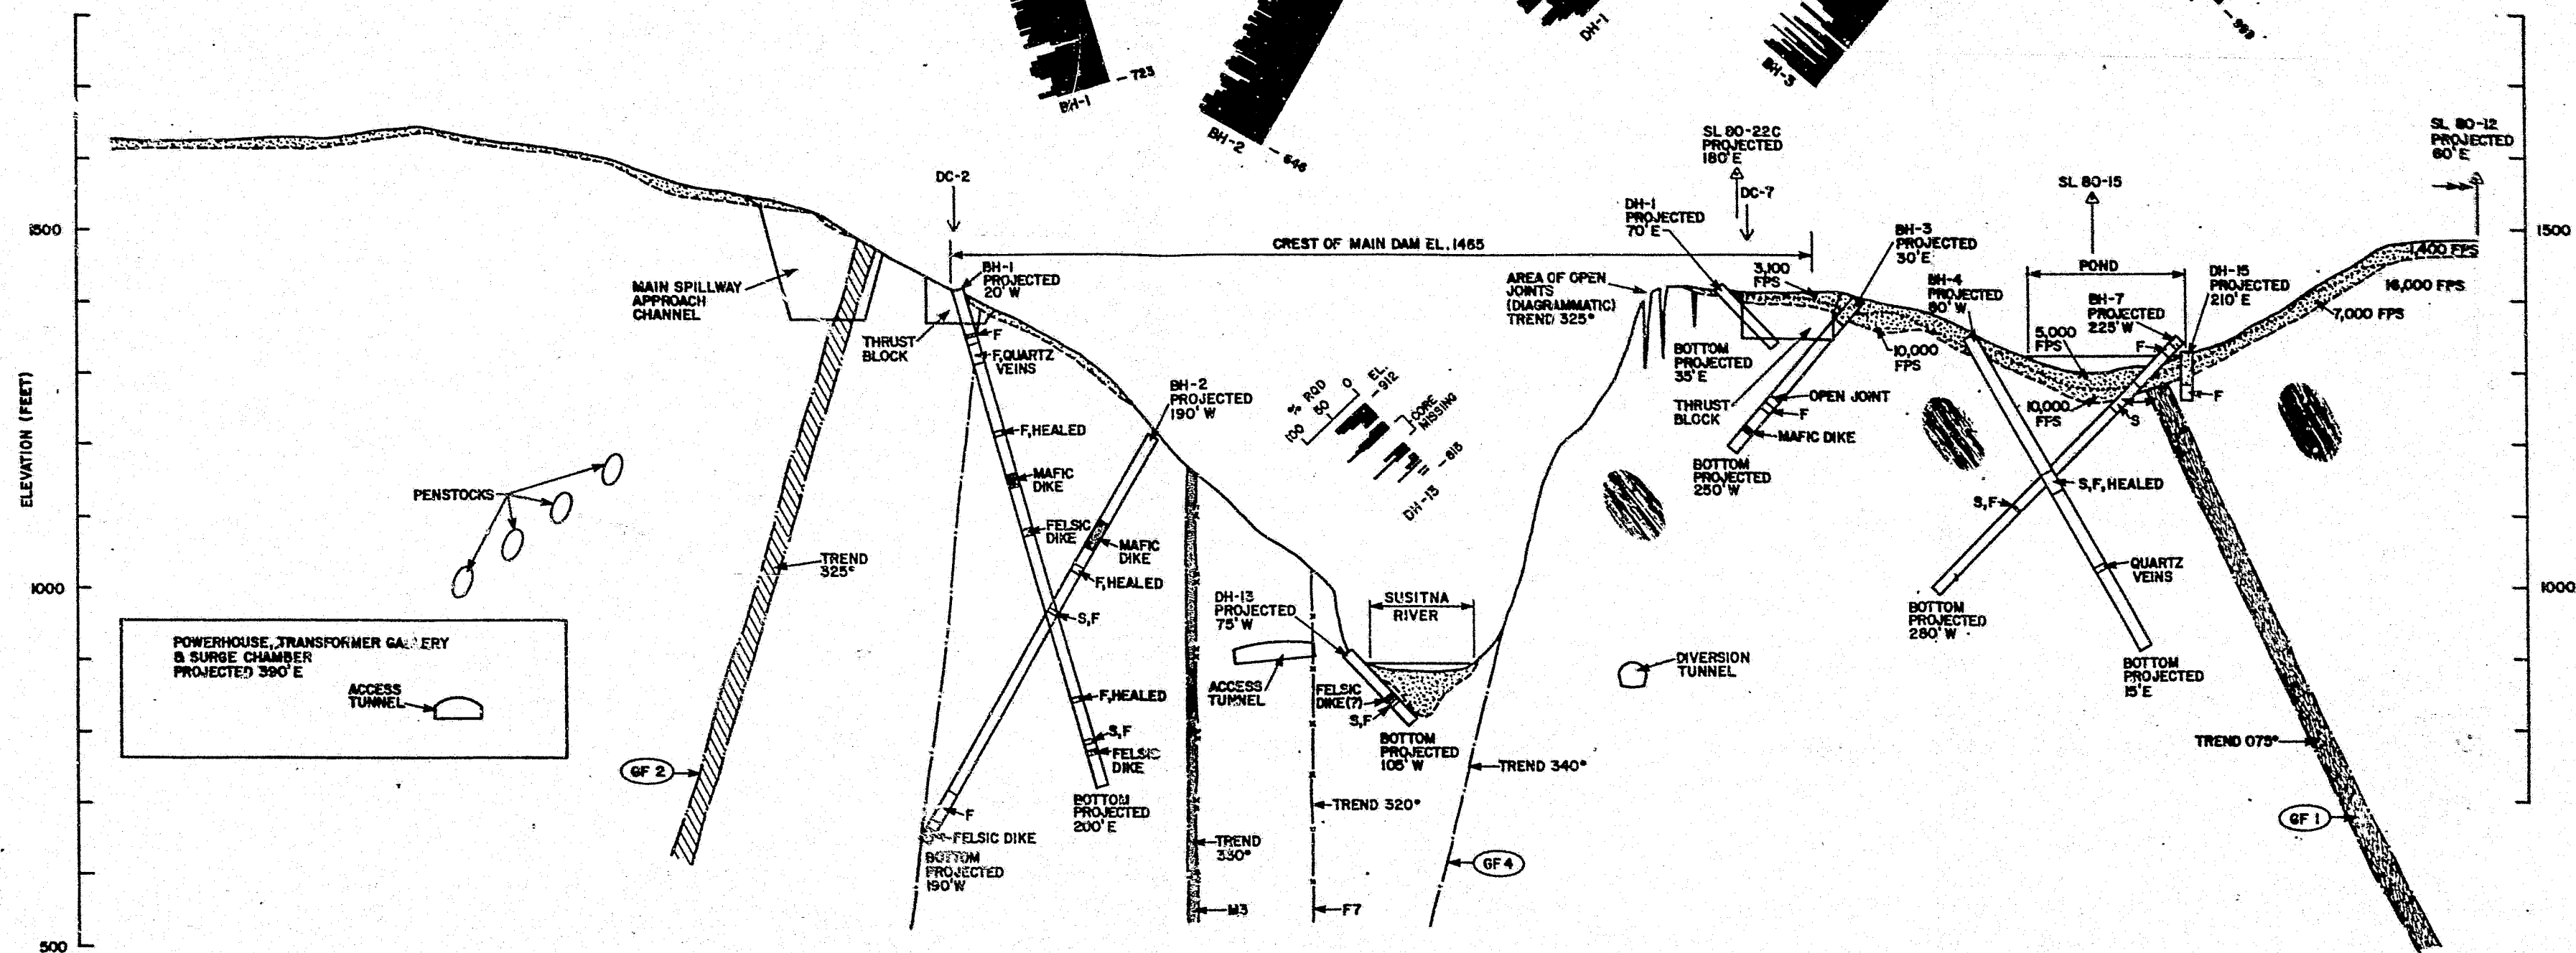 - 723
BH-1
BH-2
- 646
DH-1
BH-3
- 999
ELEVATION (FEET)
1500
1000
500
MAIN SPILLWAY
APPROACH
CHANNEL
DC-2
CREST OF MAIN DAM EL. 1465
BH-1
PROJECTED
20' W
THRUST
BLOCK
F
F, QUARTZ
VEINS
F, HEALED
MAFIC
DIKE
FELSIC
DIKE
BH-2
PROJECTED
190' W
MAFIC
DIKE
F, HEALED
S, F
F, HEALED
S, F
FELSIC
DIKE
BOTTOM
PROJECTED
200' E
F
FELSIC DIKE
BOTTOM
PROJECTED
190' W
PENSTOCKS
TREND
325°
POWERHOUSE, TRANSFORMER GALLERY
& SURGE CHAMBER
PROJECTED 390' E
ACCESS
TUNNEL
GF 2
TREND
330°
M3
TREND 320°
F7
DH-13
PROJECTED
75' W
ACCESS
TUNNEL
SUSITNA
RIVER
FELSIC
DIKE(?)
S, F
BOTTOM
PROJECTED
105' W
TREND 340°
GF 4
% RQD
0
50
100
EL.
- 912
CORE
MISSING
- 815
DH-13
AREA OF OPEN
JOINTS
(DIAGRAMMATIC)
TREND 325°
DH-1
PROJECTED
70' E
SL 80-22C
PROJECTED
180' E
DC-7
3,100
FPS
BH-3
PROJECTED
30' E
BOTTOM
PROJECTED
35' E
THRUST
BLOCK
OPEN JOINT
F
MAFIC DIKE
BOTTOM
PROJECTED
250' W
10,000
FPS
DIVERSION
TUNNEL
BH-4
PROJECTED
80' W
SL 80-15
POND
5,000
FPS
10,000
FPS
BH-7
PROJECTED
225' W
F
DH-15
PROJECTED
210' E
F
S
S, F
S, F, HEALED
QUARTZ
VEINS
BOTTOM
PROJECTED
280' W
BOTTOM
PROJECTED
15' E
SL 80-12
PROJECTED
60' E
1,400 FPS
16,000 FPS
7,000 FPS
TREND 075°
GF 1
1500
1000